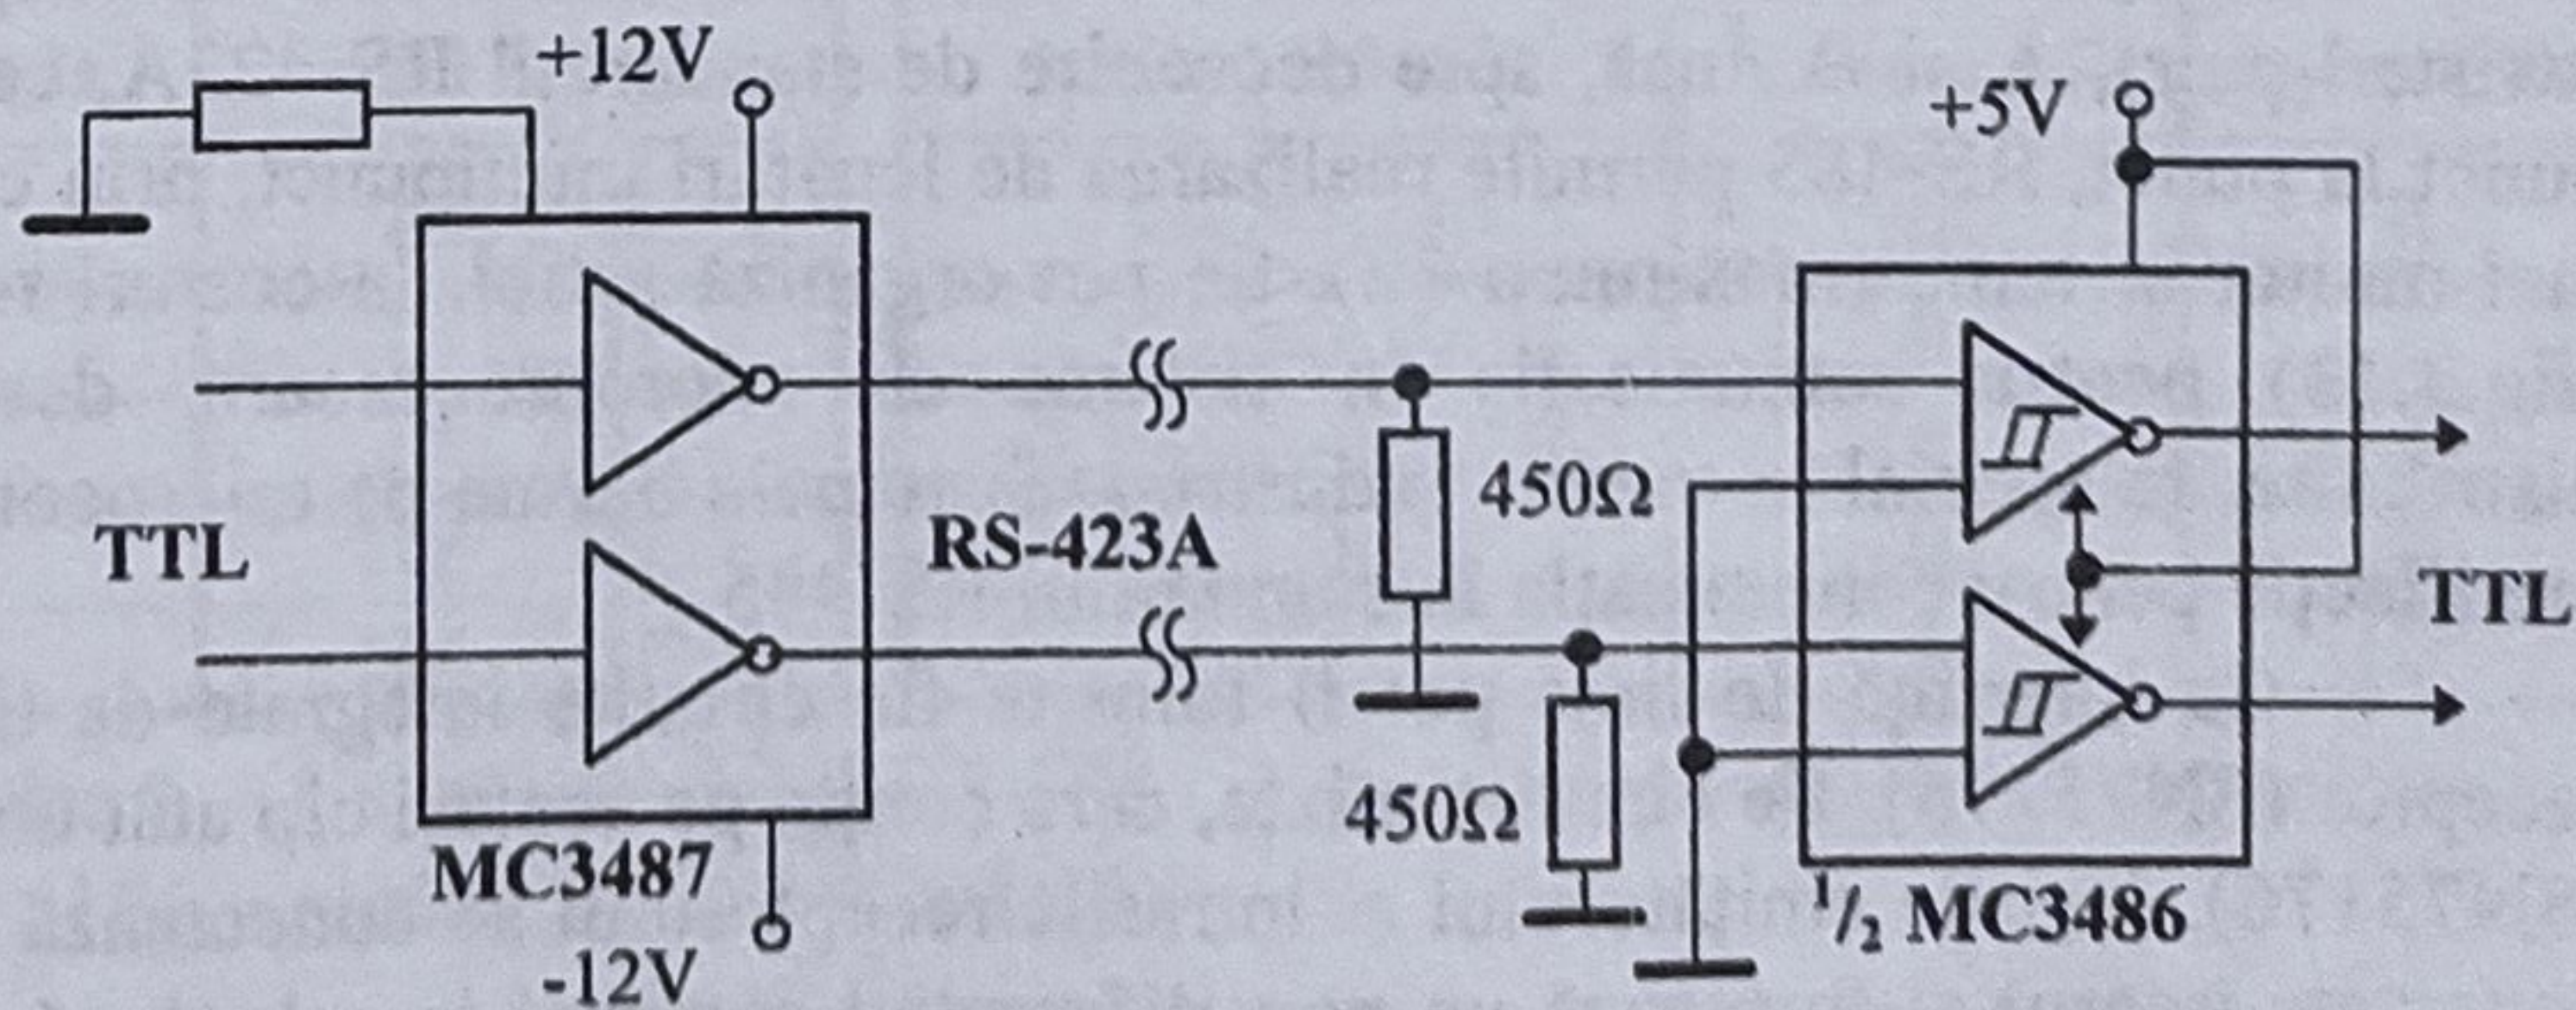 +12V
+5V
TTL
RS-423A
450Ω
TTL
450Ω
MC3487
-12V
1/2 MC3486